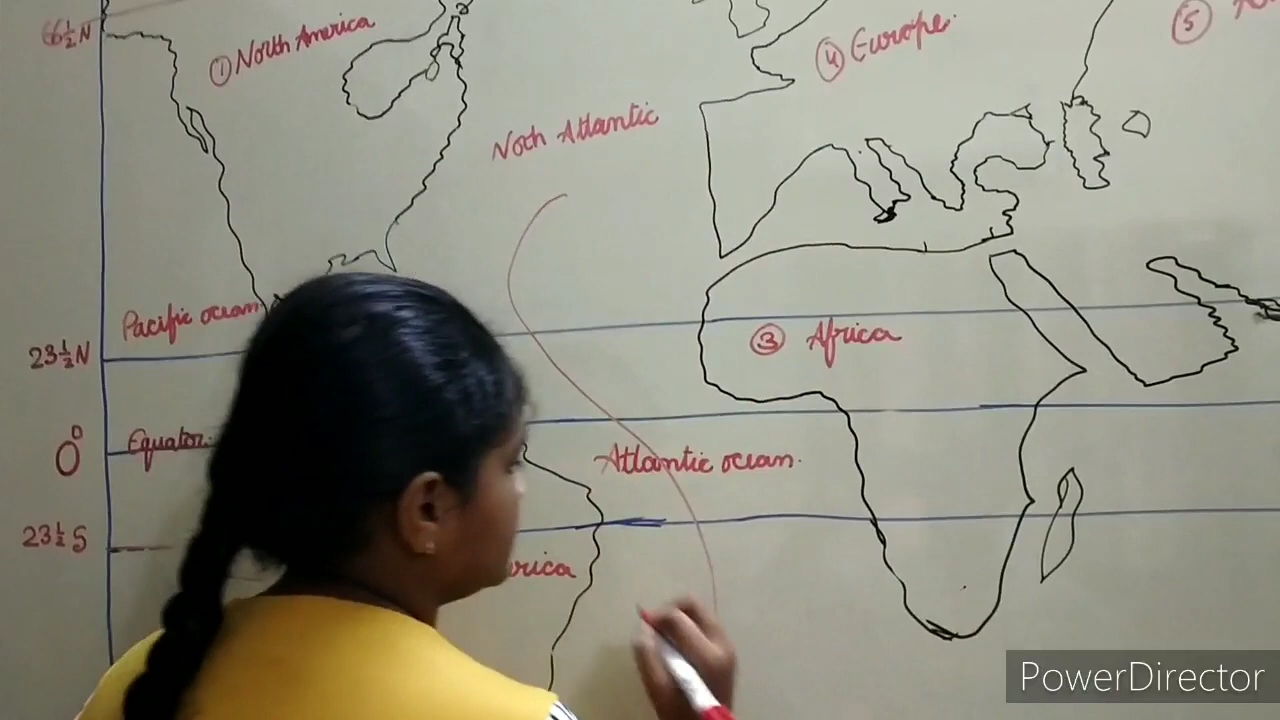 66½N
① North America
④ Europe
⑤
Noth Atlantic
Pacific ocean
23½N
③ Africa
0°
Equator.
Atlantic ocean.
23½S
erica
PowerDirector